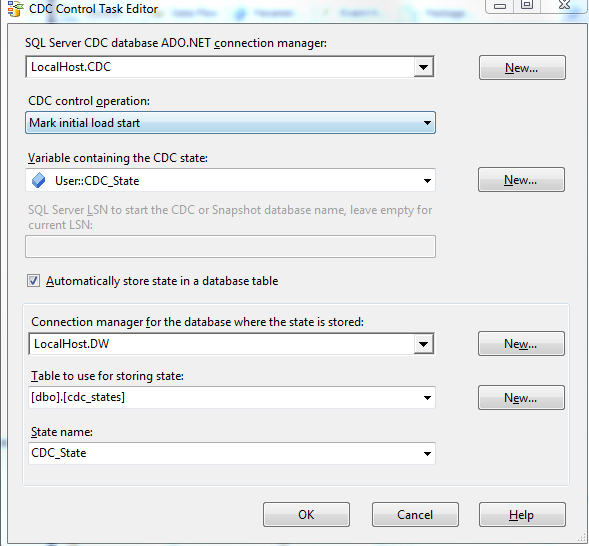 CDC Control Task Editor
SQL Server CDC database ADO.NET connection manager:
LocalHost.CDC
New...
CDC control operation:
Mark initial load start
Variable containing the CDC state:
User::CDC_State
New...
SQL Server LSN to start the CDC or Snapshot database name, leave empty for
current LSN:
Automatically store state in a database table
Connection manager for the database where the state is stored:
LocalHost.DW
New...
Table to use for storing state:
[dbo].[cdc_states]
New...
State name:
CDC_State
OK
Cancel
Help